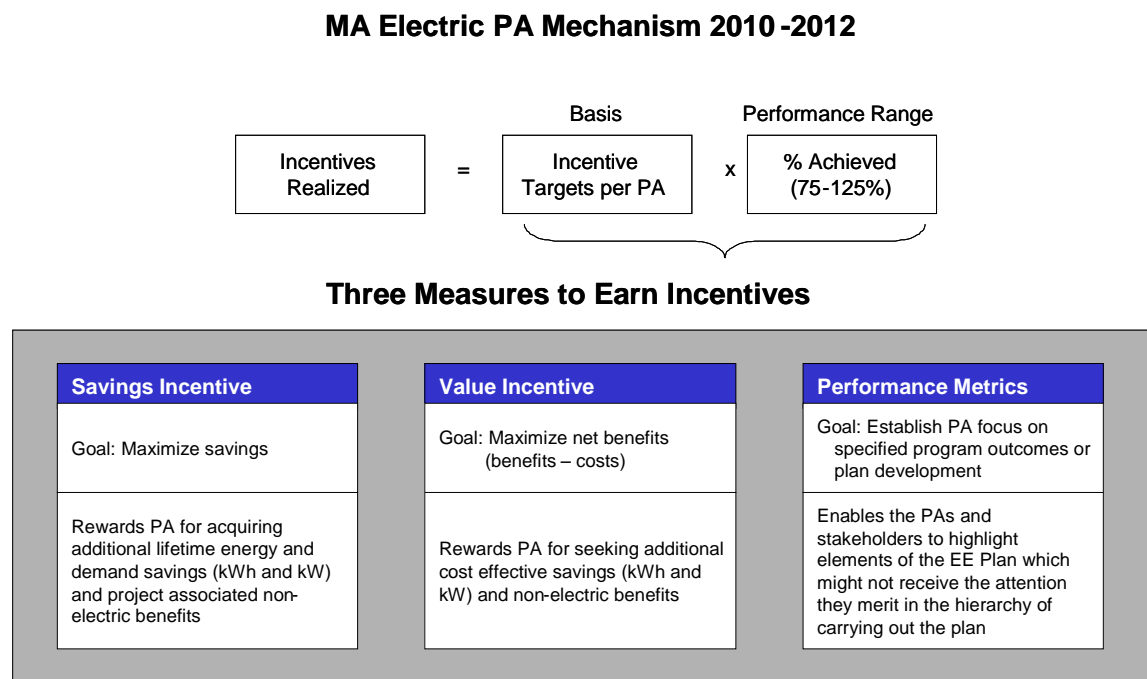 MA Electric PA Mechanism 2010-2012
Basis
Performance Range
Incentives
Realized
=
Incentive
Targets per PA
x
% Achieved
(75-125%)
Three Measures to Earn Incentives
Savings Incentive
Goal: Maximize savings
Rewards PA for acquiring
additional lifetime energy and
demand savings (kWh and kW)
and project associated non-
electric benefits
Value Incentive
Goal: Maximize net benefits
(benefits – costs)
Rewards PA for seeking additional
cost effective savings (kWh and
kW) and non-electric benefits
Performance Metrics
Goal: Establish PA focus on
specified program outcomes or
plan development
Enables the PAs and
stakeholders to highlight
elements of the EE Plan which
might not receive the attention
they merit in the hierarchy of
carrying out the plan